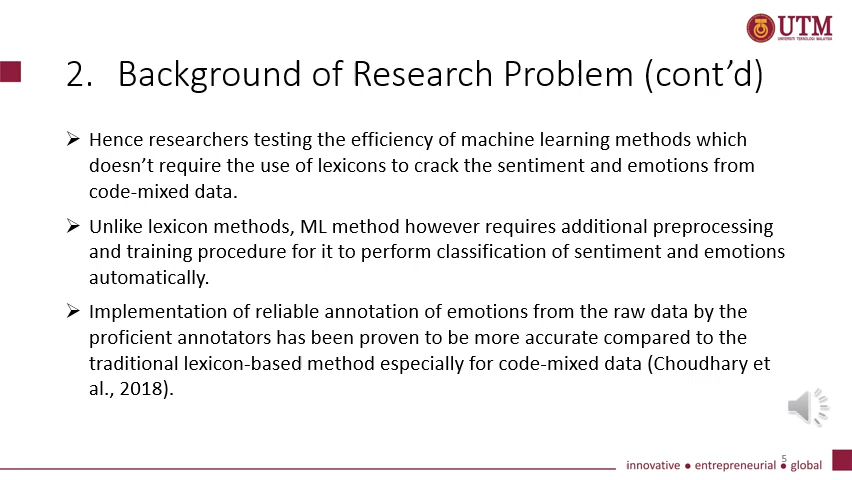 UTM
UNIVERSITI TEKNOLOGI MALAYSIA
2. Background of Research Problem (cont’d)
➢ Hence researchers testing the efficiency of machine learning methods which
doesn’t require the use of lexicons to crack the sentiment and emotions from
code-mixed data.
➢ Unlike lexicon methods, ML method however requires additional preprocessing
and training procedure for it to perform classification of sentiment and emotions
automatically.
➢ Implementation of reliable annotation of emotions from the raw data by the
proficient annotators has been proven to be more accurate compared to the
traditional lexicon-based method especially for code-mixed data (Choudhary et
al., 2018).
5
innovative ● entrepreneurial ● global